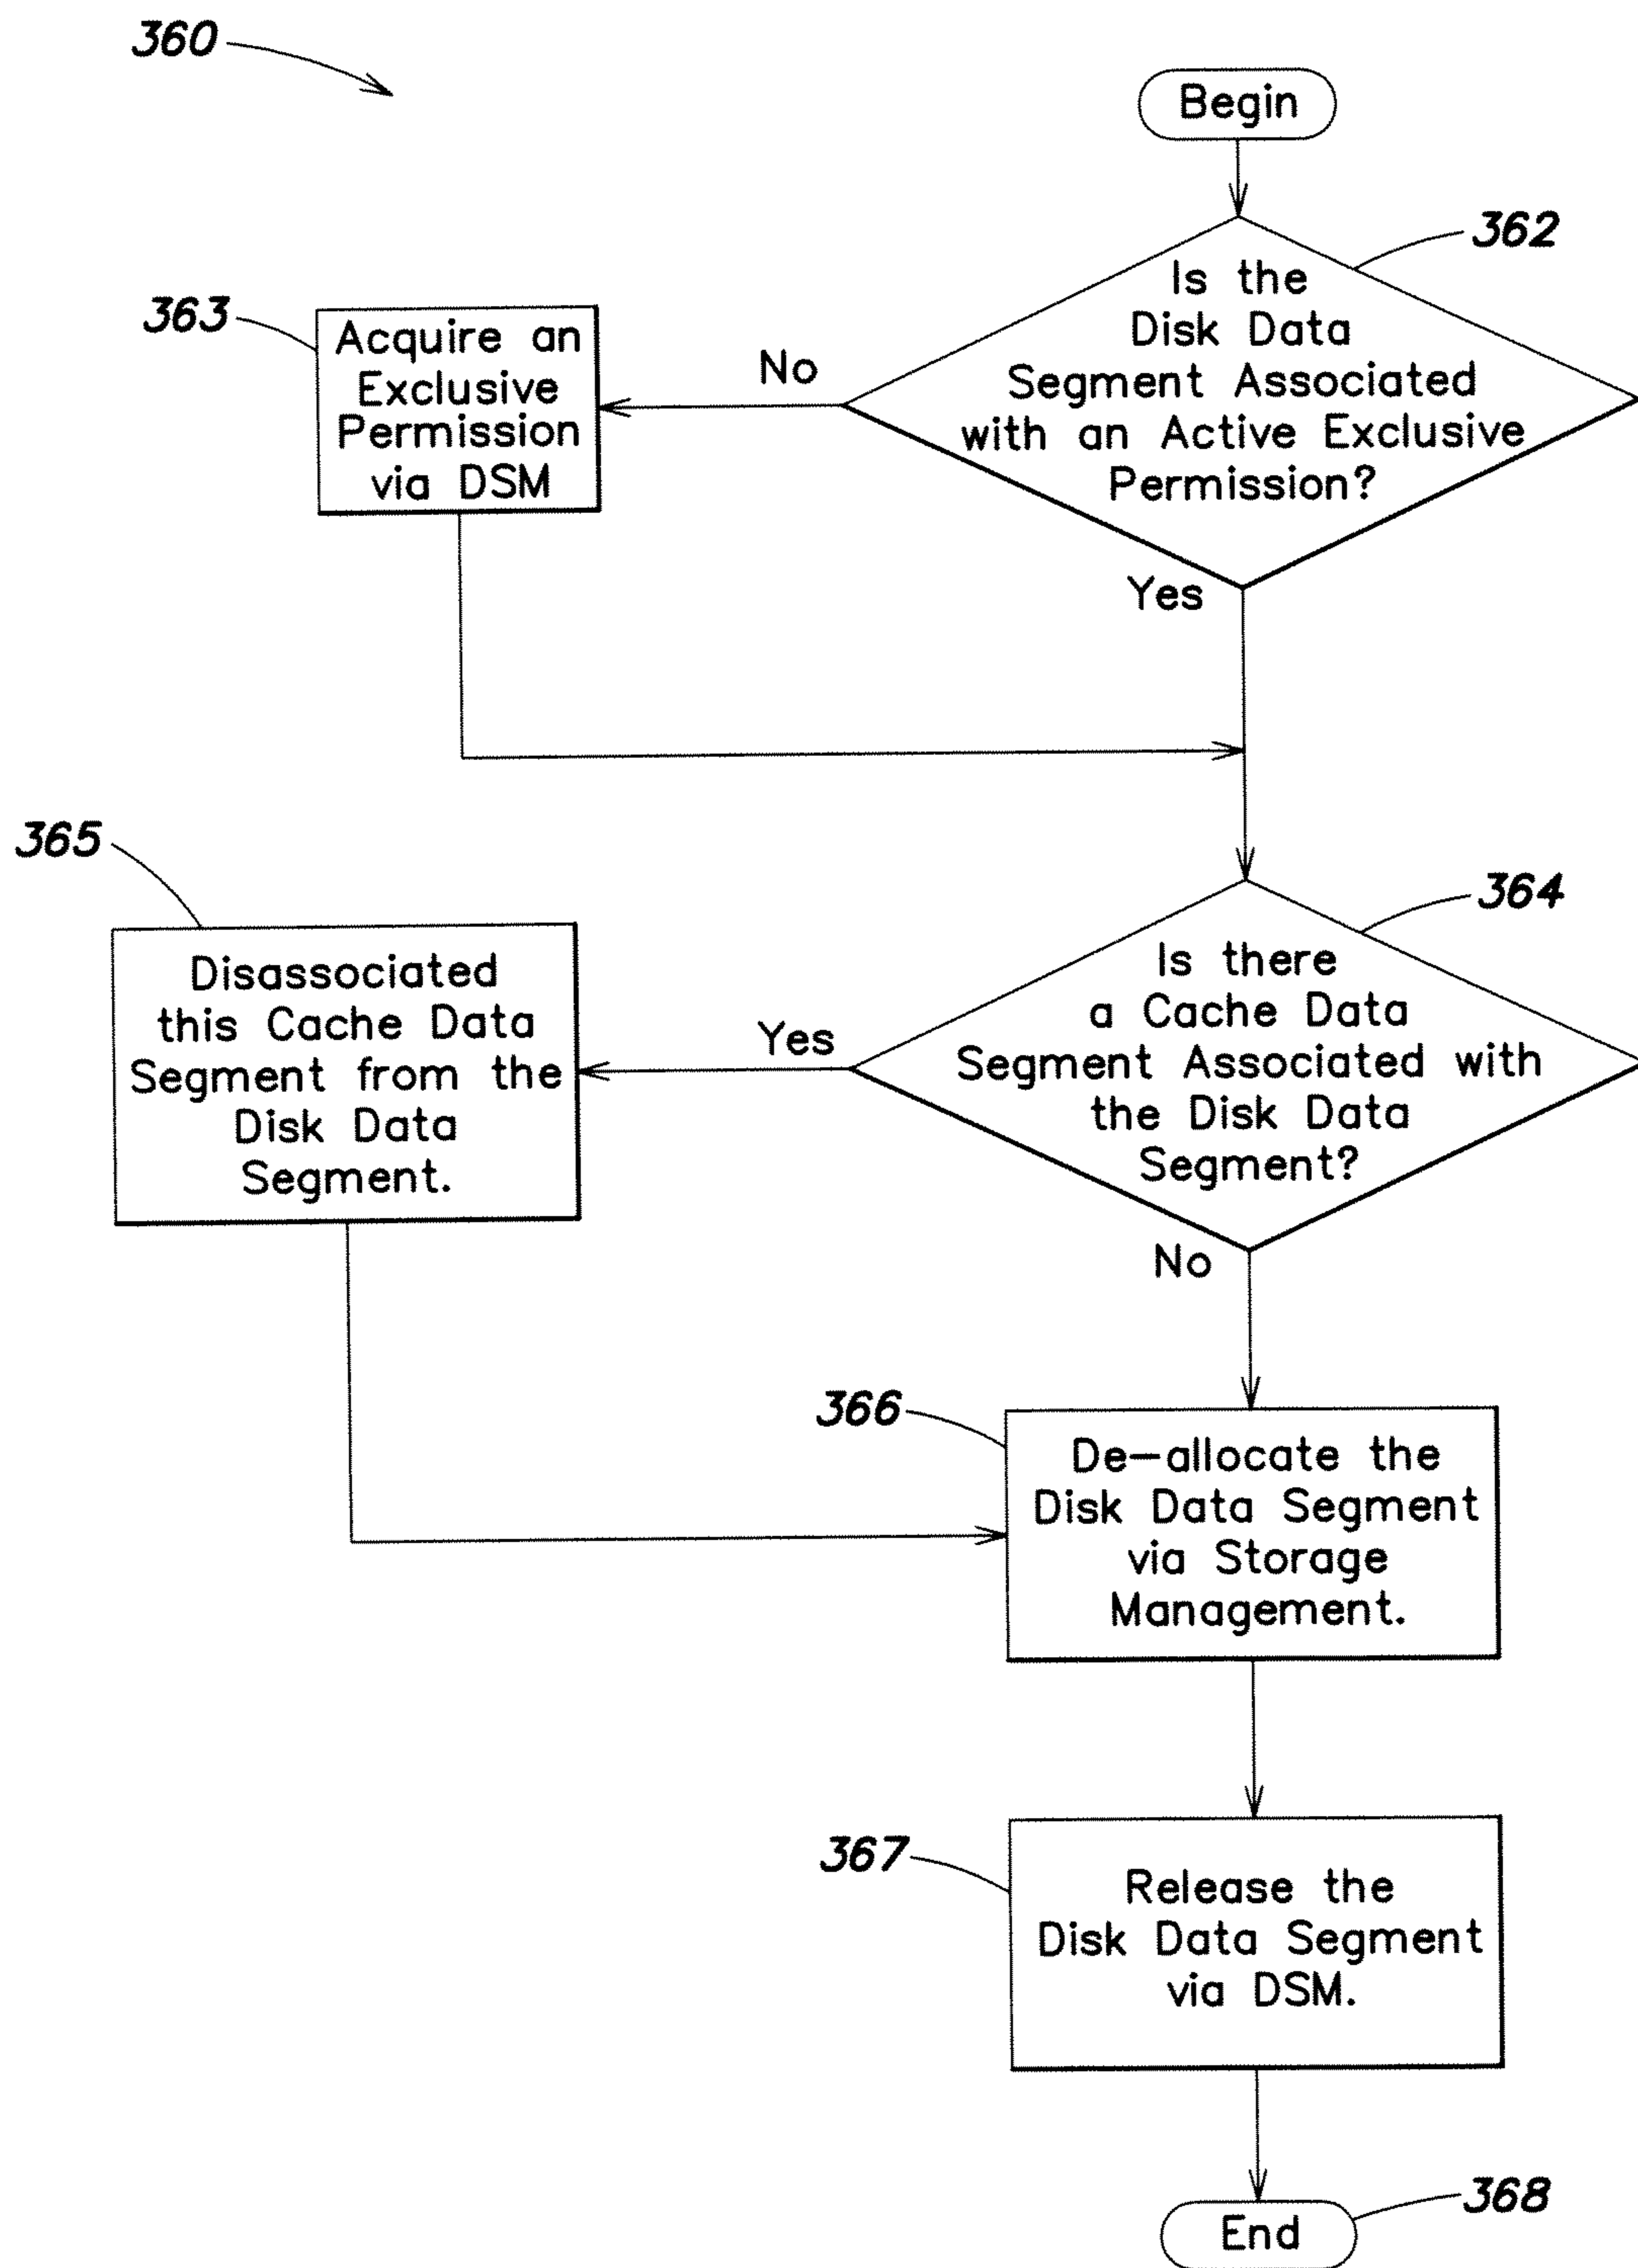 360
Begin
362
Is the
Disk Data
Segment Associated
with an Active Exclusive
Permission?
No
363
Acquire an
Exclusive
Permission
via DSM
Yes
364
Is there
a Cache Data
Segment Associated with
the Disk Data
Segment?
Yes
365
Disassociated
this Cache Data
Segment from the
Disk Data
Segment.
No
366
De-allocate the
Disk Data Segment
via Storage
Management.
367
Release the
Disk Data Segment
via DSM.
End
368